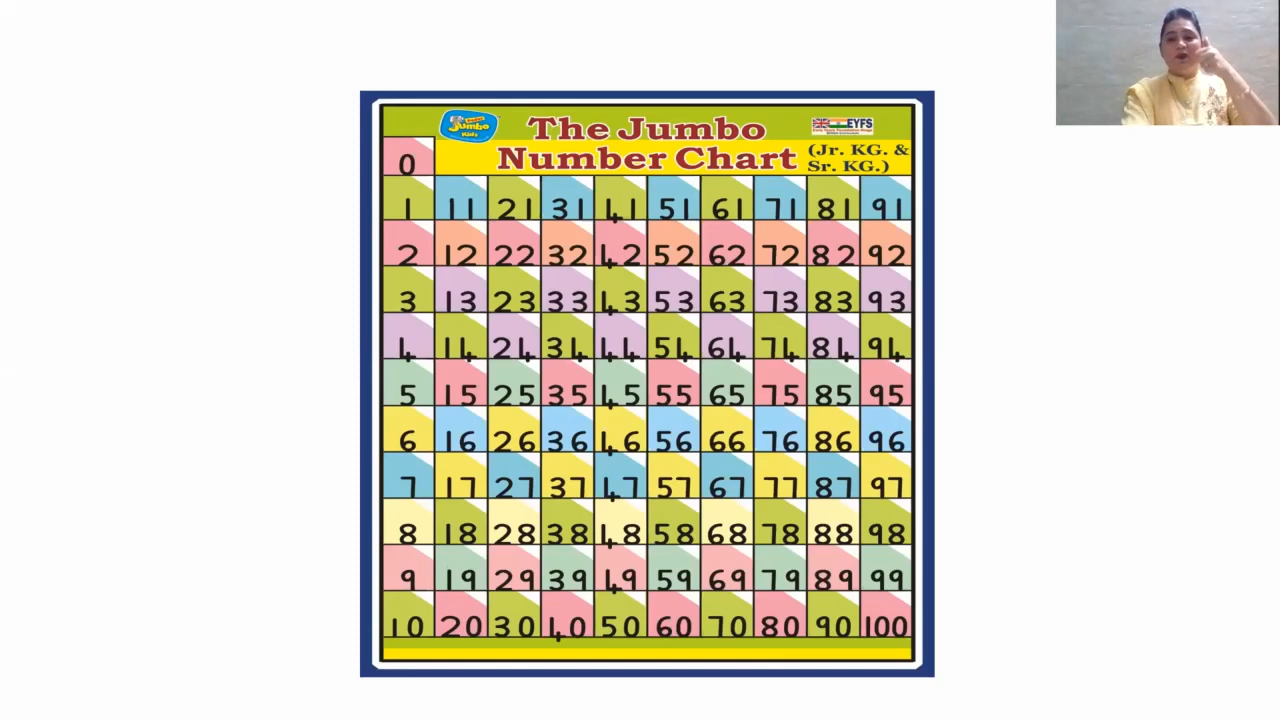 Jumbo
Kids
The Jumbo
EYFS
Number Chart
(Jr. KG. &
Sr. KG.)
0
1 11 21 31 41 51 61 71 81 91
2 12 22 32 42 52 62 72 82 92
3 13 23 33 43 53 63 73 83 93
4 14 24 34 44 54 64 74 84 94
5 15 25 35 45 55 65 75 85 95
6 16 26 36 46 56 66 76 86 96
7 17 27 37 47 57 67 77 87 97
8 18 28 38 48 58 68 78 88 98
9 19 29 39 49 59 69 79 89 99
10 20 30 40 50 60 70 80 90 100